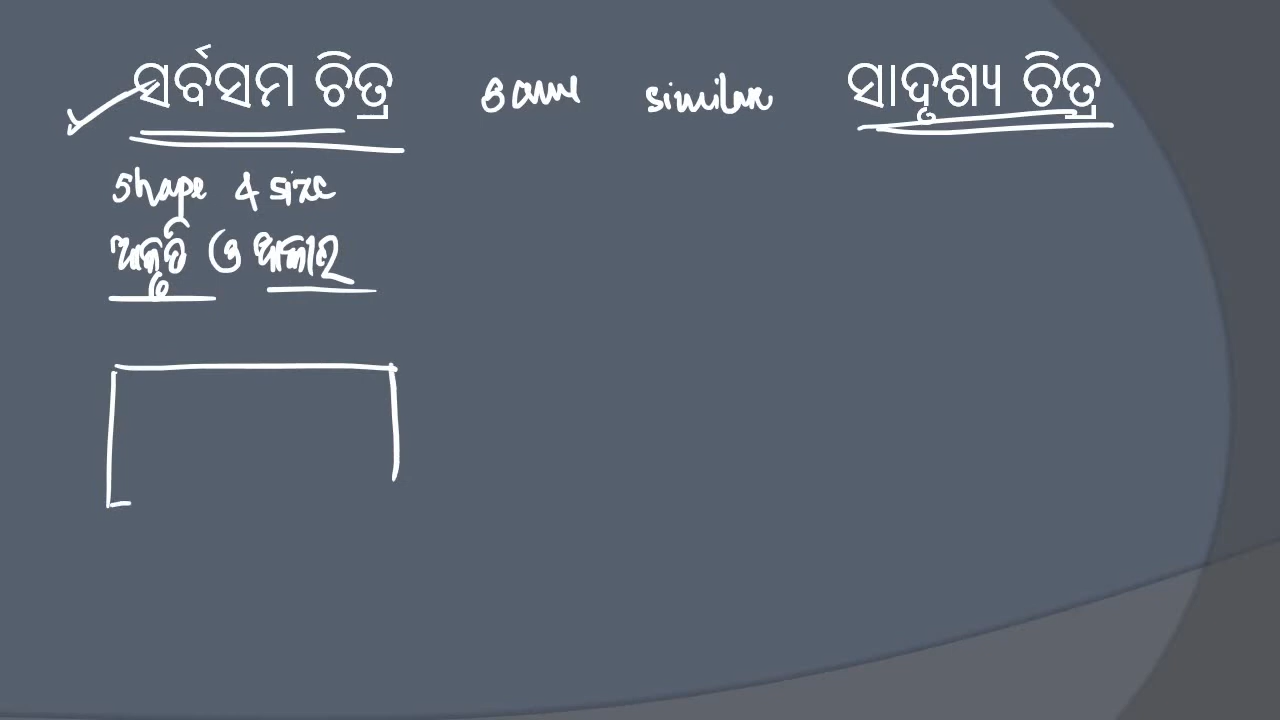 ସର୍ବସମ ଚିତ୍ର same similar ସାଦୃଶ୍ୟ ଚିତ୍ର
Shape & size
ଆକୃତି ଓ ଆକାର